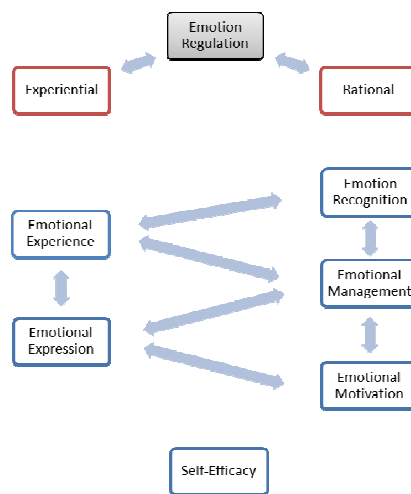 Emotion
Regulation
Experiential
Rational
Emotion
Recognition
Emotional
Experience
Emotional
Management
Emotional
Expression
Emotional
Motivation
Self-Efficacy